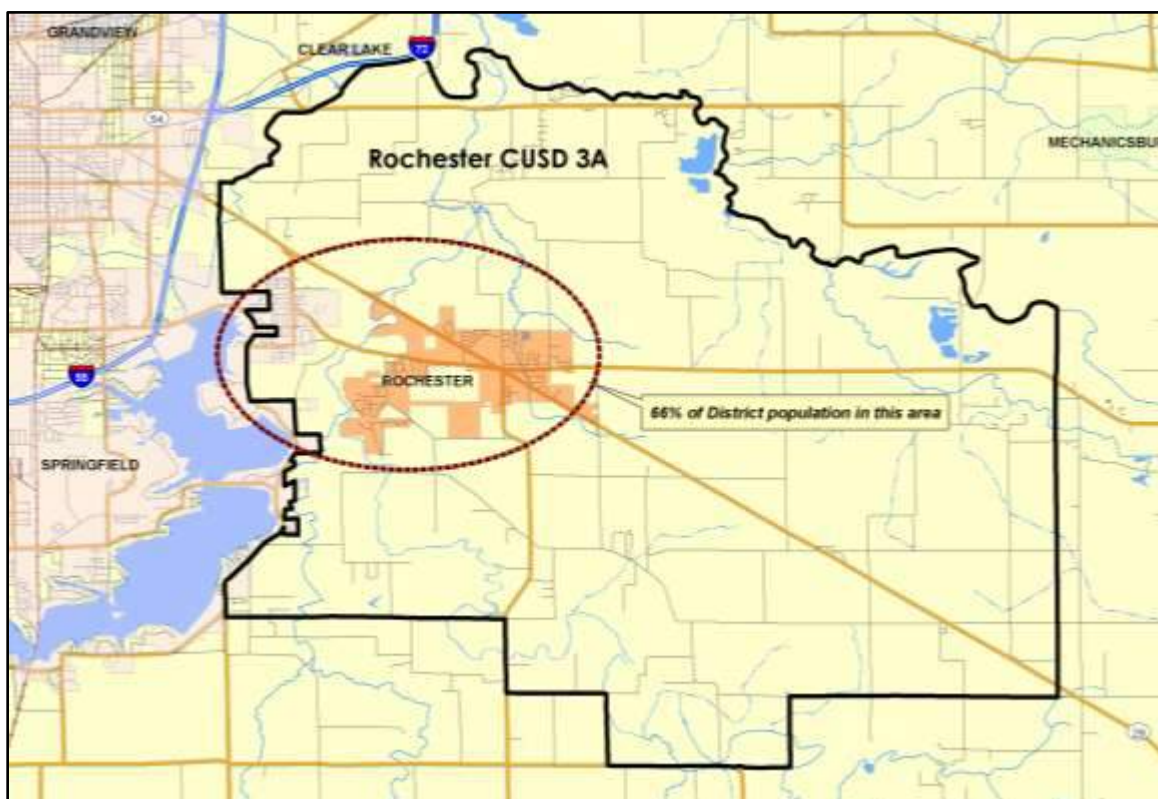 GRANDVIEW
CLEAR LAKE
72
54
Rochester CUSD 3A
MECHANICSBU
55
ROCHESTER
66% of District population in this area
SPRINGFIELD
29